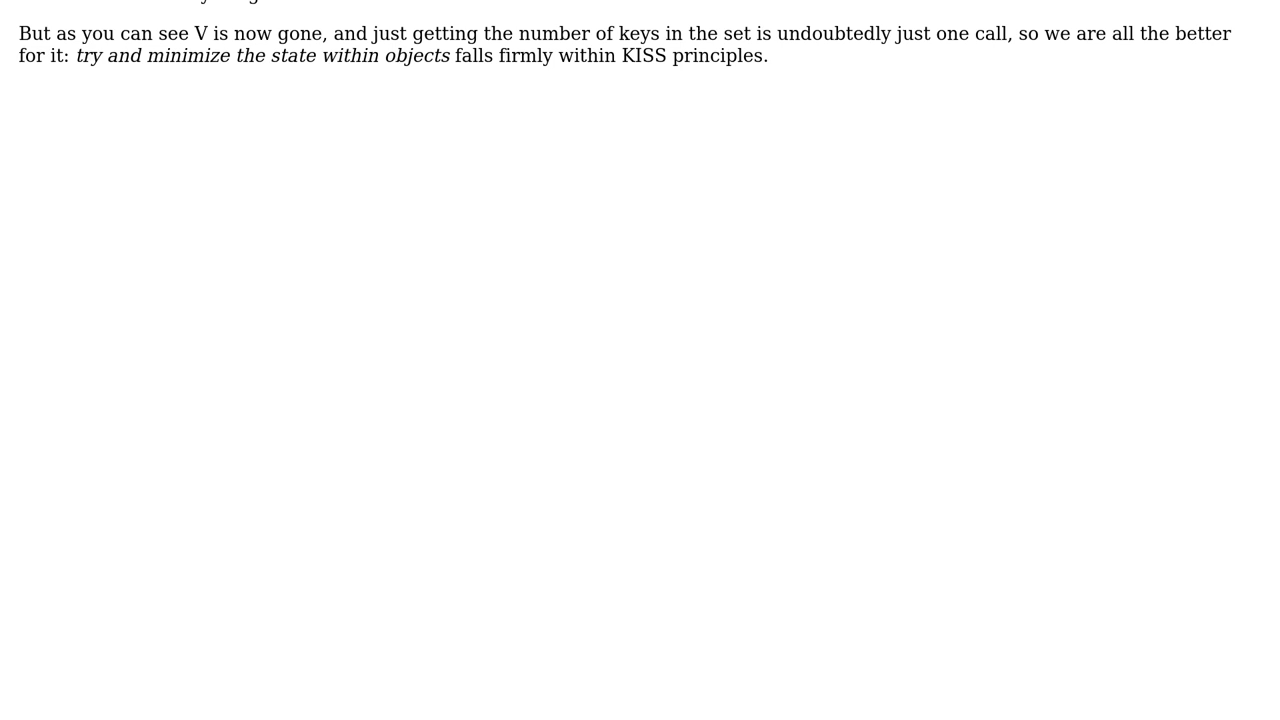 But as you can see V is now gone, and just getting the number of keys in the set is undoubtedly just one call, so we are all the better
for it: try and minimize the state within objects falls firmly within KISS principles.